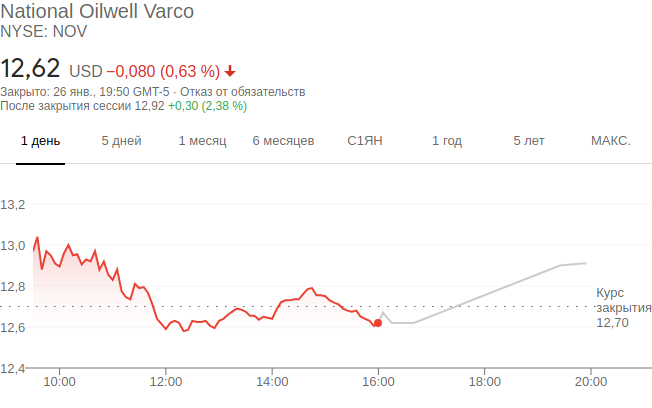 National Oilwell Varco
NYSE: NOV
12,62 USD −0,080 (0,63 %)
Закрыто: 26 янв., 19:50 GMT-5 · Отказ от обязательств
После закрытия сессии 12,92 +0,30 (2,38 %)
1 день 5 дней 1 месяц 6 месяцев С1ЯН 1 год 5 лет МАКС.
13,2
13,0
12,8
Курс
закрытия
12,70
12,6
12,4
10:00 12:00 14:00 16:00 18:00 20:00